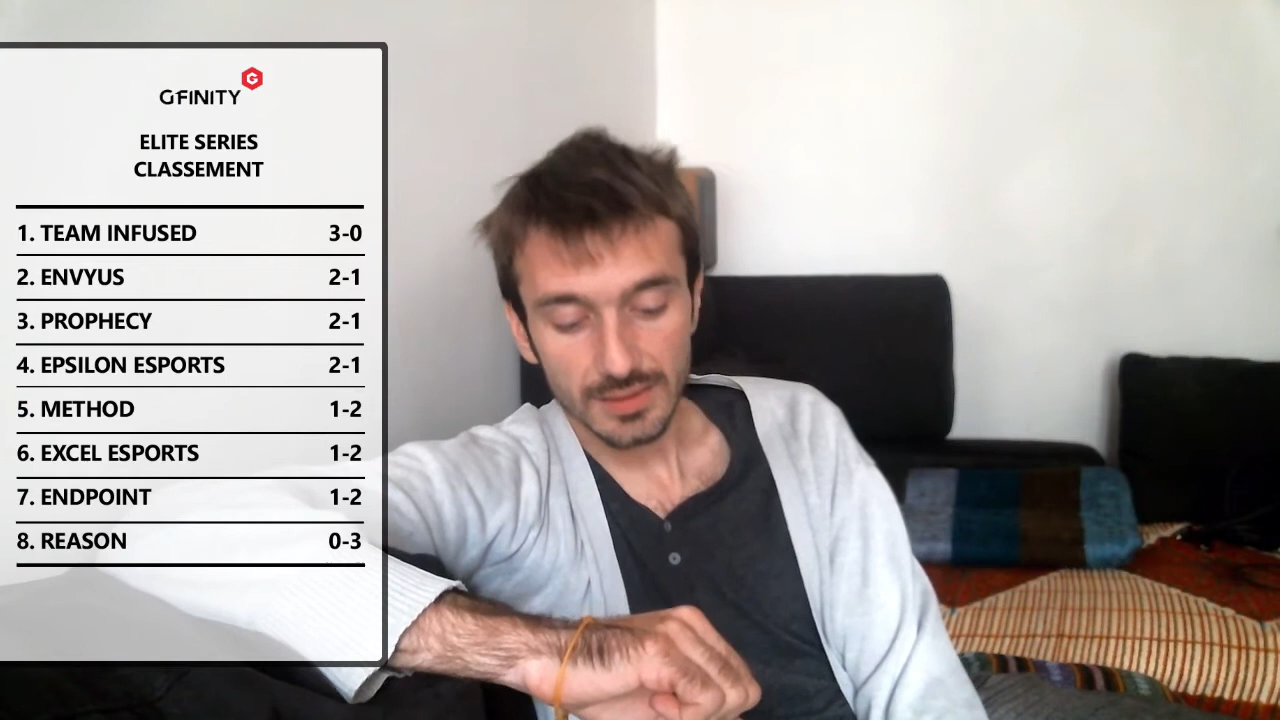 GFINITY
ELITE SERIES
CLASSEMENT
1. TEAM INFUSED 3-0
2. ENVYUS 2-1
3. PROPHECY 2-1
4. EPSILON ESPORTS 2-1
5. METHOD 1-2
6. EXCEL ESPORTS 1-2
7. ENDPOINT 1-2
8. REASON 0-3